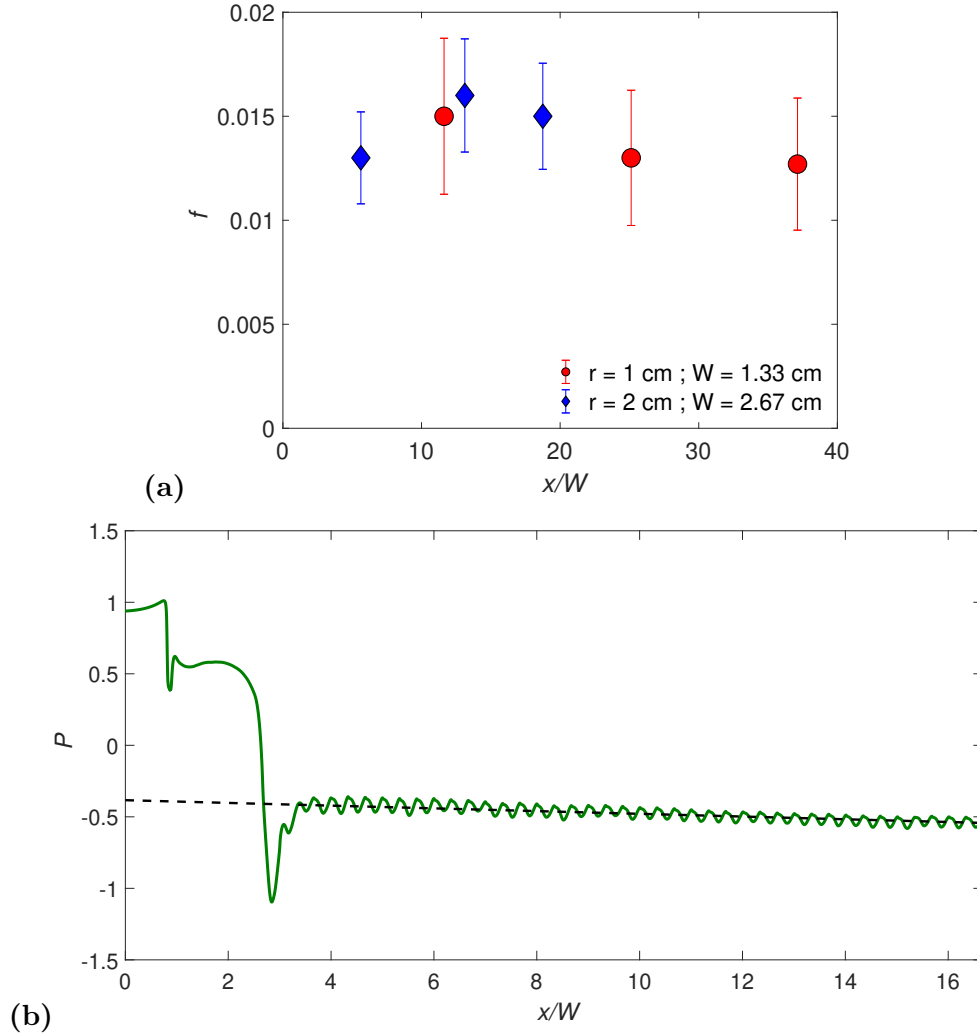 0.02
0.015
0.01
0.005
0
f
0 10 20 30 40
x/W
r = 1 cm ; W = 1.33 cm
r = 2 cm ; W = 2.67 cm
(a)
1.5
1
0.5
0
-0.5
-1
-1.5
P
0 2 4 6 8 10 12 14 16
x/W
(b)